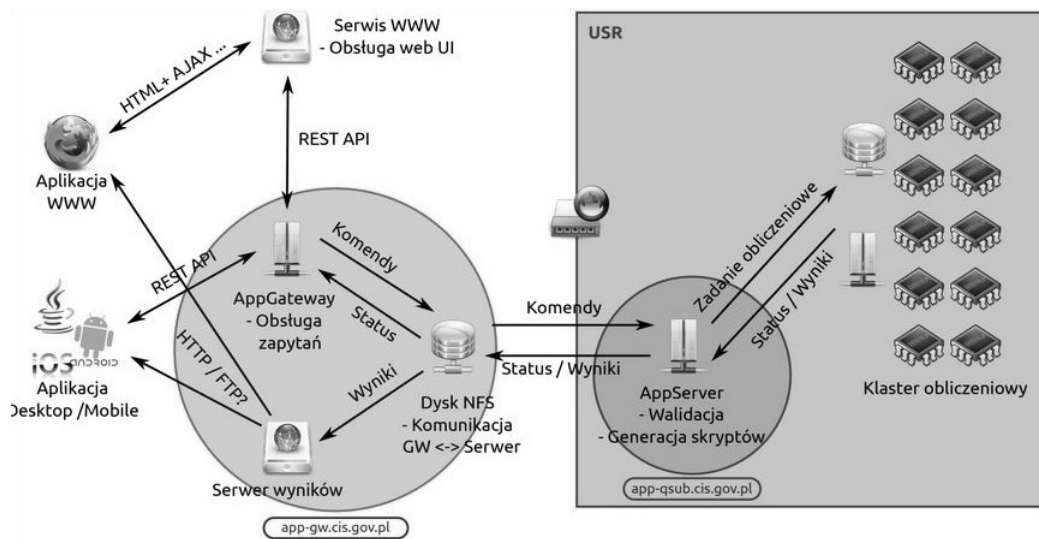 Serwis WWW
- Obsługa web UI
USR
HTML+ AJAX ...
REST API
Aplikacja
WWW
Komendy
Zadanie obliczeniowe
REST API
AppGateway
- Obsługa
zapytań
Status
Komendy
Status / Wyniki
iOS
ANDROID
Aplikacja
Desktop /Mobile
HTTP / FTP?
Wyniki
Status / Wyniki
Dysk NFS
- Komunikacja
GW <-> Serwer
AppServer
- Walidacja
- Generacja skryptów
Klaster obliczeniowy
Serwer wyników
app-qsub.cis.gov.pl
app-gw.cis.gov.pl